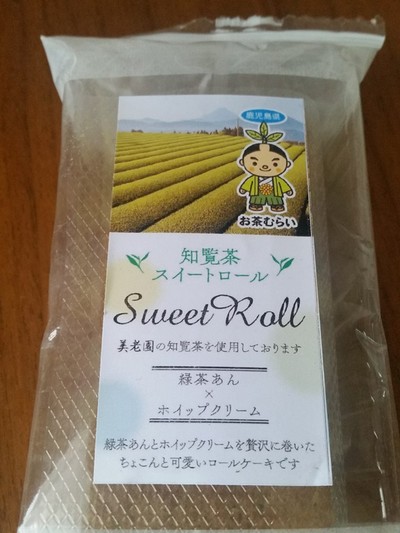 鹿児島県
お茶むらい
知覧茶
スイートロール
Sweet Roll
美老園の知覧茶を使用しております
緑茶あん
×
ホイップクリーム
緑茶あんとホイップクリームを贅沢に巻いた
ちょこんと可愛いロールケーキです